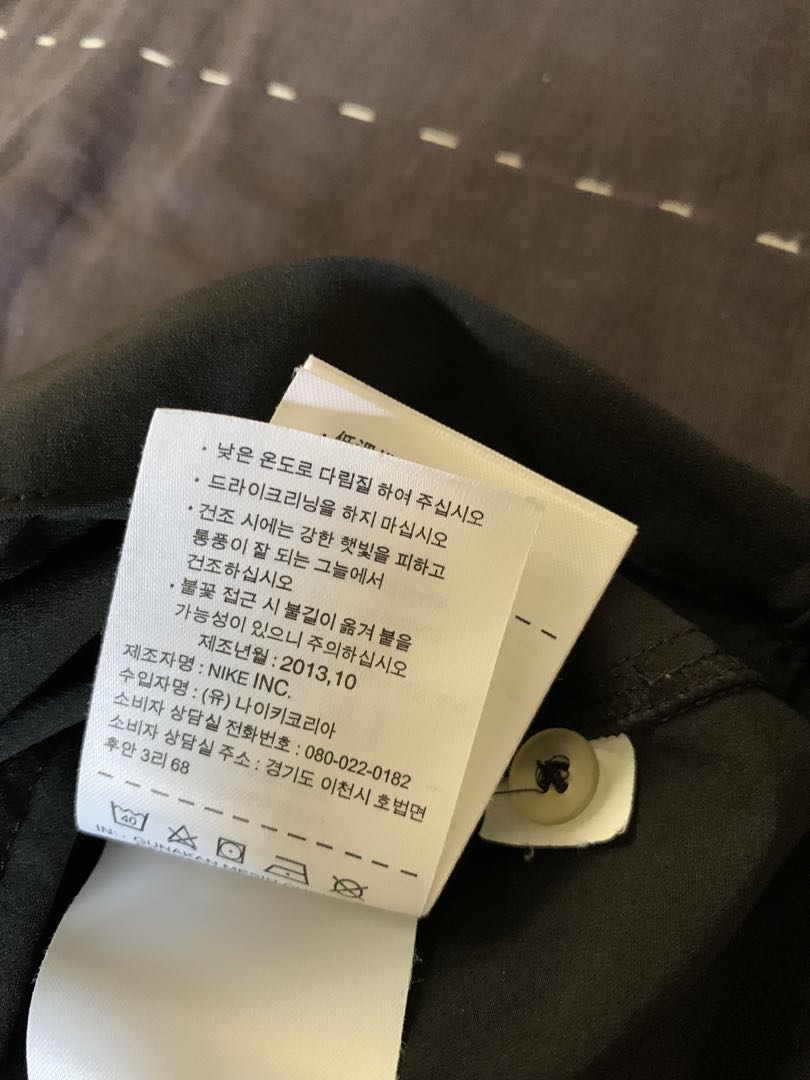 · 낮은 온도로 다림질 하여 주십시오
· 드라이크리닝을 하지 마십시오
· 건조 시에는 강한 햇빛을 피하고
통풍이 잘 되는 그늘에서
건조하십시오
· 불꽃 접근 시 불길이 옮겨 붙을
가능성이 있으니 주의하십시오
제조년월 : 2013,10
제조자명 : NIKE INC.
수입자명 : (유) 나이키코리아
소비자 상담실 전화번호 : 080-022-0182
소비자 상담실 주소 : 경기도 이천시 호법면
후안 3리 68
40
GUNAKAN MESIN
· 低温